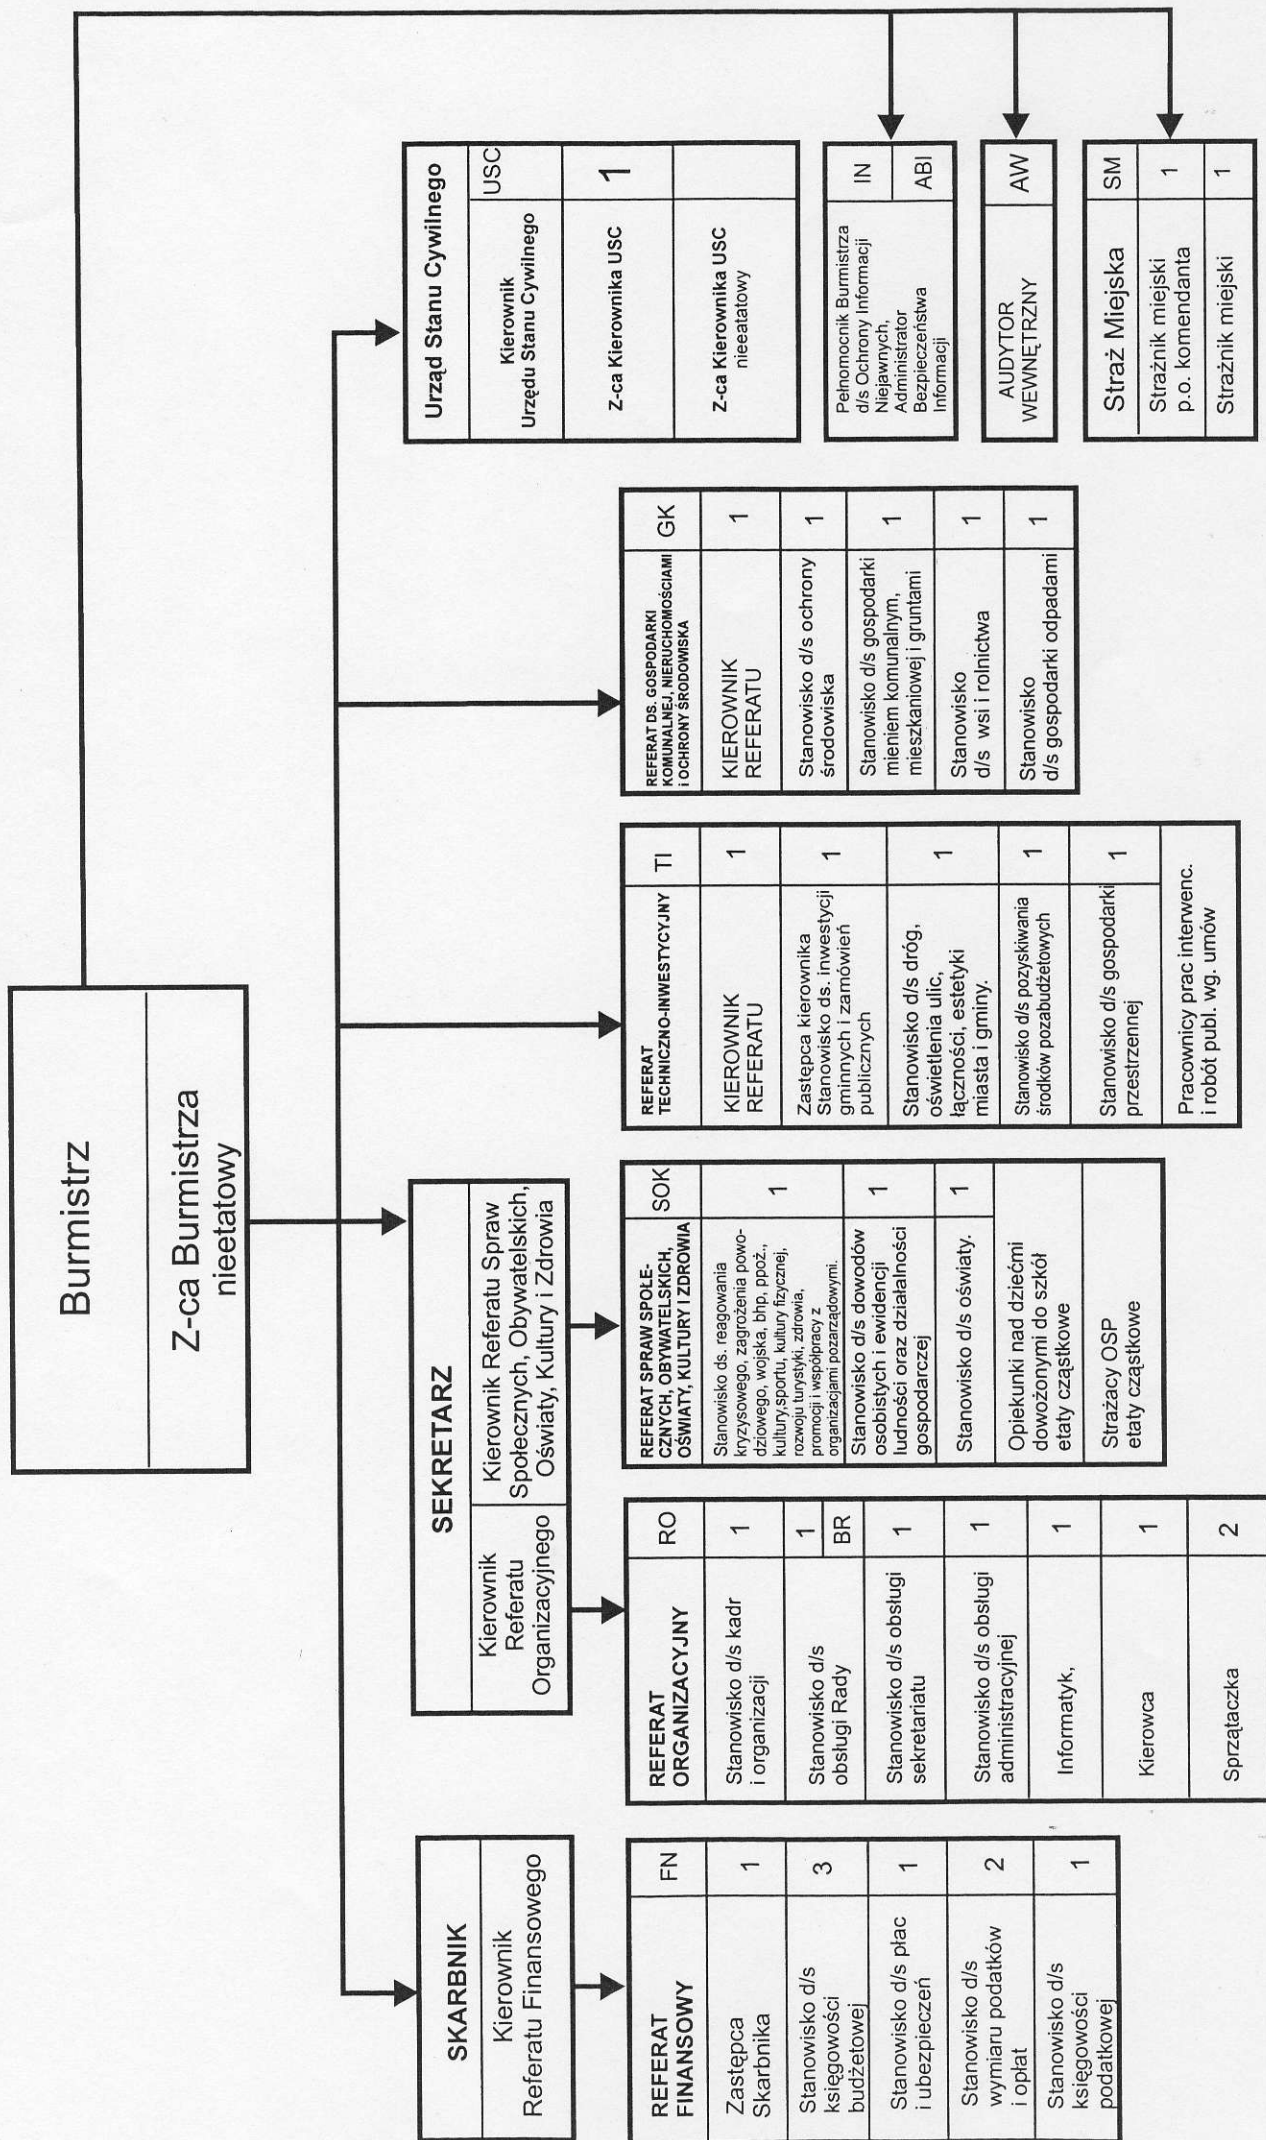 Burmistrz
Z-ca Burmistrza
nieetatowy
SKARBNIK
Kierownik
Referatu Finansowego
REFERAT
FINANSOWY
FN
Zastępca
Skarbnika
1
Stanowisko d/s
księgowości
budżetowej
3
Stanowisko d/s płac
i ubezpieczeń
1
Stanowisko d/s
wymiaru podatków
i opłat
2
Stanowisko d/s
księgowości
podatkowej
1
SEKRETARZ
Kierownik
Referatu
Organizacyjnego
Kierownik Referatu Spraw
Społecznych, Obywatelskich,
Oświaty, Kultury i Zdrowia
REFERAT
ORGANIZACYJNY
RO
Stanowisko d/s kadr
i organizacji
1
Stanowisko d/s
obsługi Rady
1
BR
Stanowisko d/s obsługi
sekretariatu
1
Stanowisko d/s obsługi
administracyjnej
1
Informatyk,
1
Kierowca
1
Sprzątaczka
2
REFERAT SPRAW SPOŁE-
CZNYCH, OBYWATELSKICH,
OŚWIATY, KULTURY I ZDROWIA
SOK
Stanowisko ds. reagowania
kryzysowego, zagrożenia powo-
dziowego, wojska, bhp, ppoż.,
kultury,sportu, kultury fizycznej,
rozwoju turystyki, zdrowia,
promocji i współpracy z
organizacjami pozarządowymi.
1
Stanowisko d/s dowodów
osobistych i ewidencji
ludności oraz działalności
gospodarczej
1
Stanowisko d/s oświaty.
1
Opiekunki nad dziećmi
dowożonymi do szkół
etaty cząstkowe
Strażacy OSP
etaty cząstkowe
REFERAT
TECHNICZNO-INWESTYCYJNY
TI
KIEROWNIK
REFERATU
1
Zastępca kierownika
Stanowisko ds. inwestycji
gminnych i zamówień
publicznych
1
Stanowisko d/s dróg,
oświetlenia ulic,
łączności, estetyki
miasta i gminy.
1
Stanowisko d/s pozyskiwania
środków pozabudżetowych
1
Stanowisko d/s gospodarki
przestrzennej
1
Pracownicy prac interwenc.
i robót publ. wg. umów
REFERAT DS. GOSPODARKI
KOMUNALNEJ, NIERUCHOMOŚCIAMI
I OCHRONY ŚRODOWISKA
GK
KIEROWNIK
REFERATU
1
Stanowisko d/s ochrony
środowiska
1
Stanowisko d/s gospodarki
mieniem komunalnym,
mieszkaniowej i gruntami
1
Stanowisko
d/s wsi i rolnictwa
1
Stanowisko
d/s gospodarki odpadami
1
Urząd Stanu Cywilnego
Kierownik
Urzędu Stanu Cywilnego
USC
Z-ca Kierownika USC
1
Z-ca Kierownika USC
nieeatatowy
Pełnomocnik Burmistrza
d/s Ochrony Informacji
Niejawnych,
Administrator
Bezpieczeństwa
Informacji
IN
ABI
AUDYTOR
WEWNĘTRZNY
AW
Straż Miejska
SM
Strażnik miejski
p.o. komendanta
1
Strażnik miejski
1